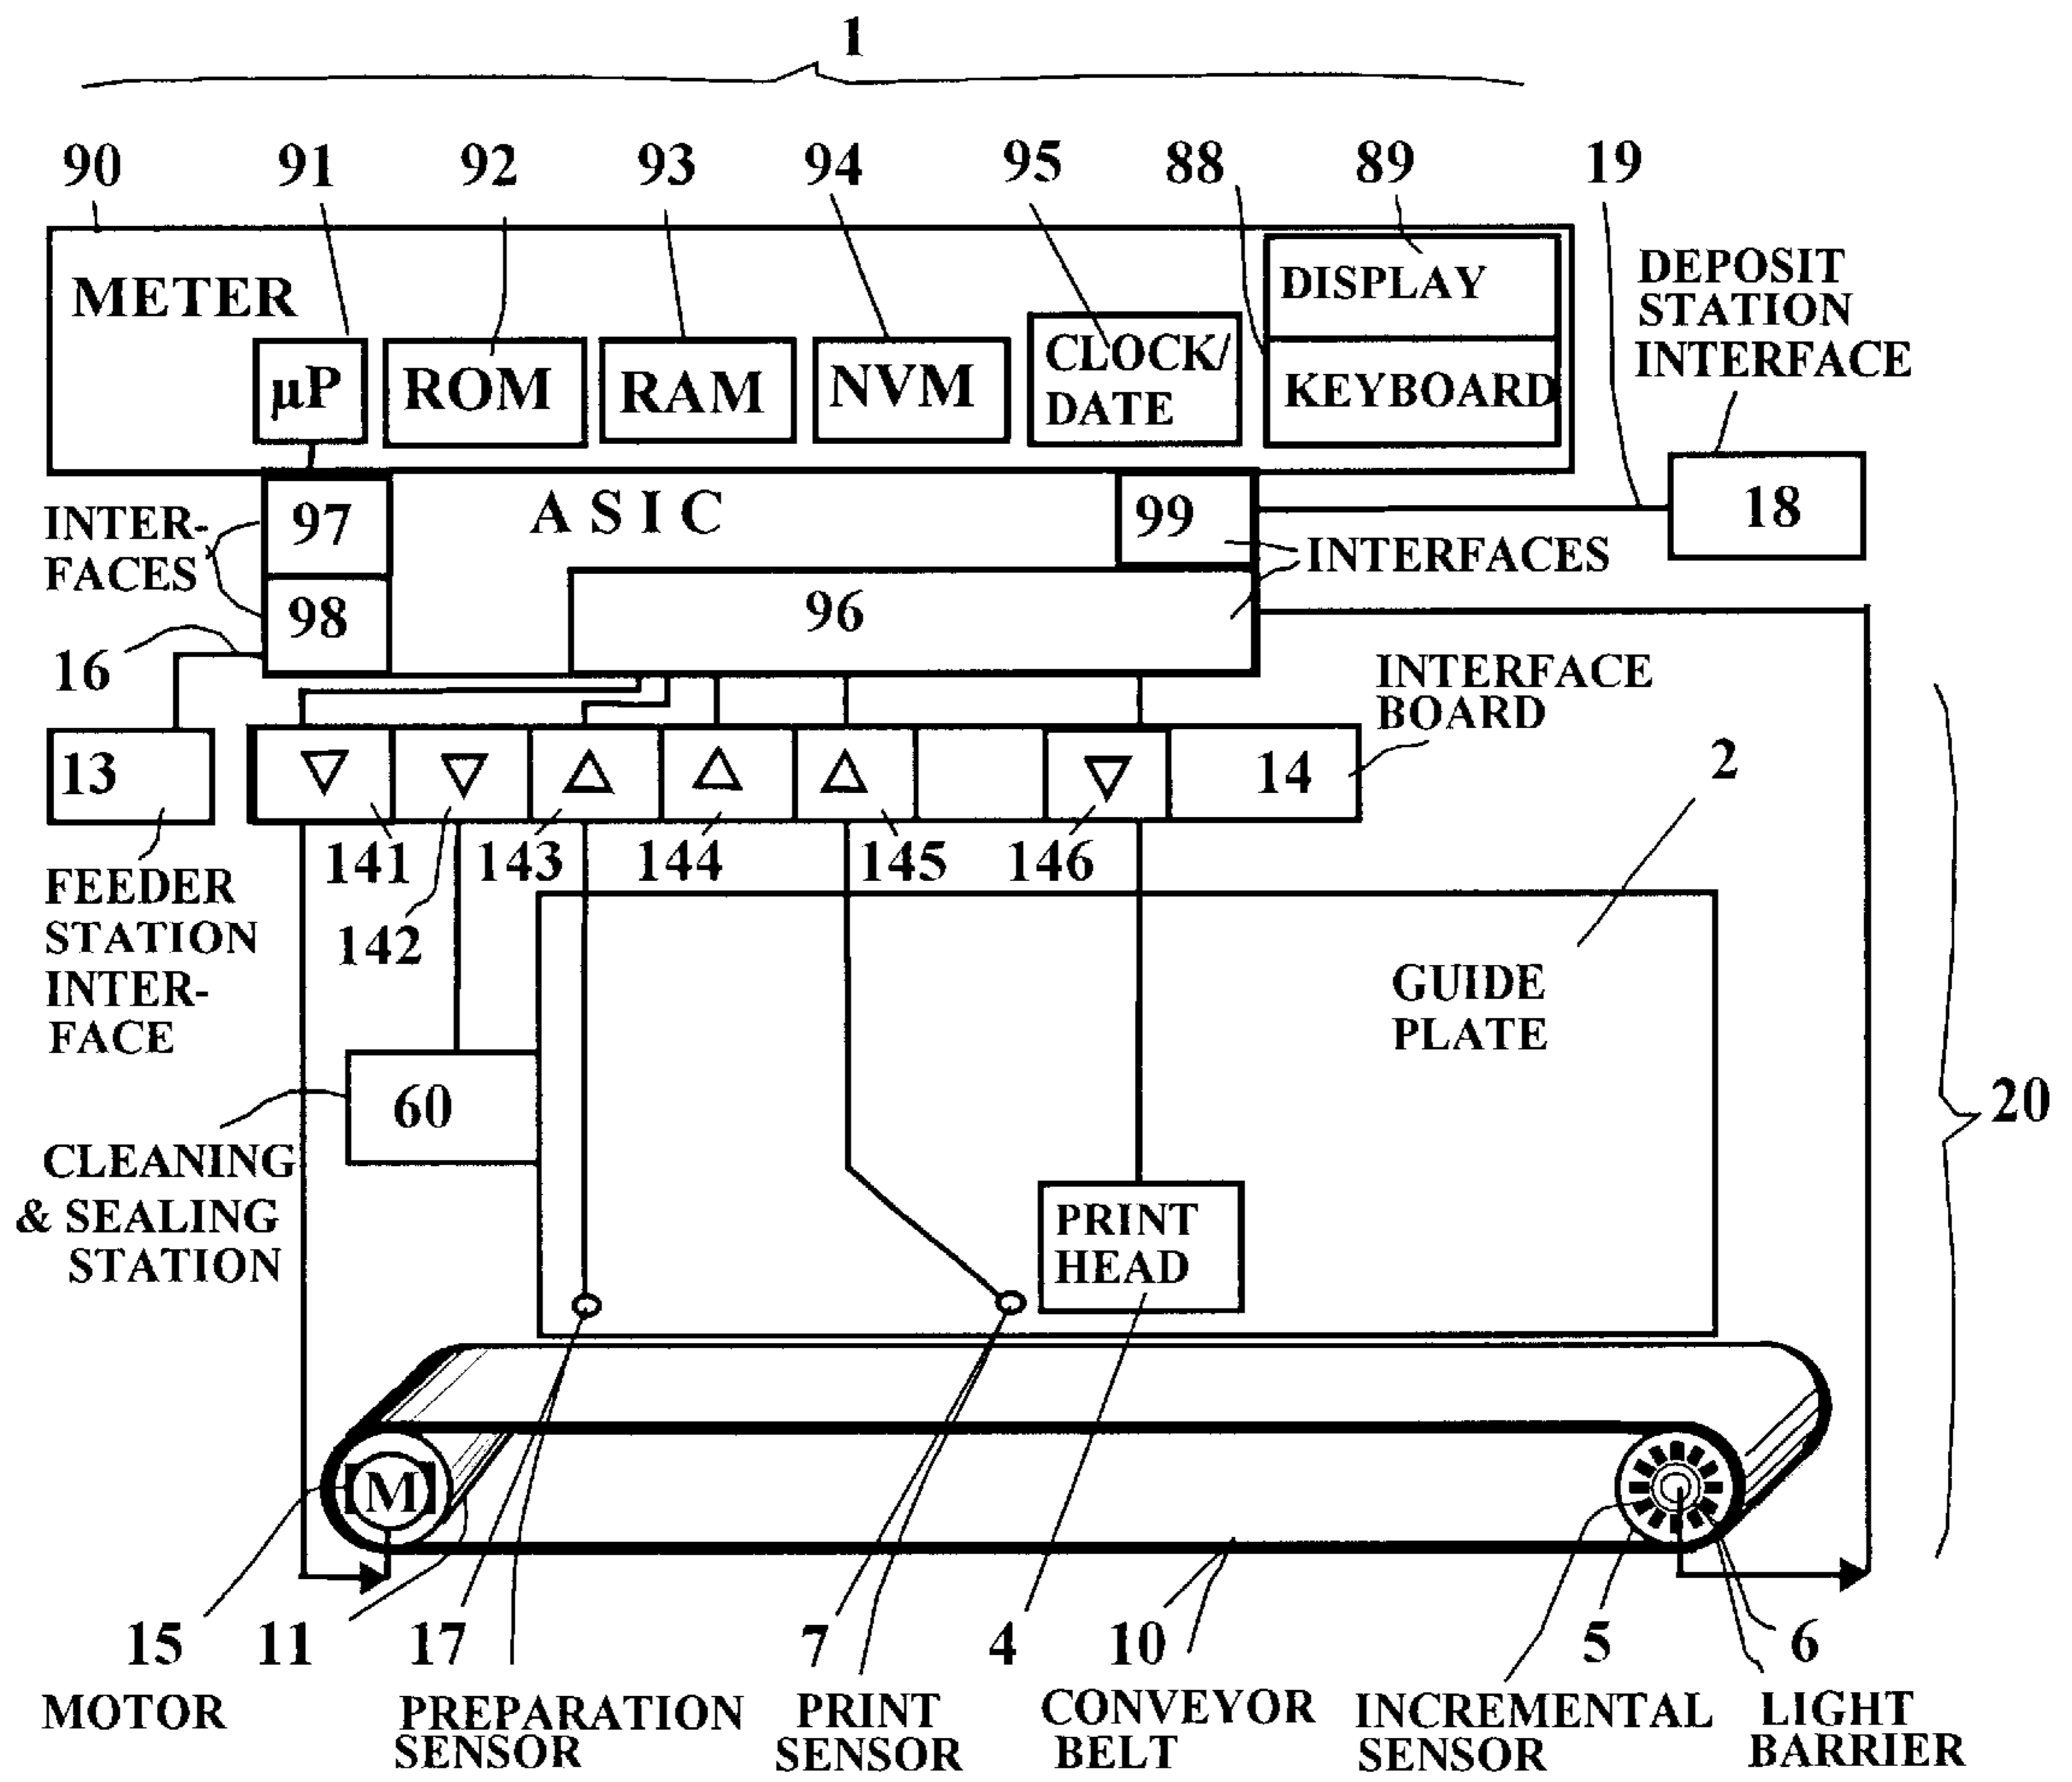 1
90 91 92 93 94 95 88 89 19
METER
DISPLAY
KEYBOARD
µP ROM RAM NVM CLOCK/
DATE
DEPOSIT
STATION
INTERFACE
18
INTER-
FACES
97
98
A S I C
99
96
INTERFACES
16
INTERFACE
BOARD
13
14
2
141 143 144 145 146
142
FEEDER
STATION
INTER-
FACE
GUIDE
PLATE
60
20
CLEANING
& SEALING
STATION
PRINT
HEAD
M
15 11 17 7 4 10 5 6
MOTOR
PREPARATION
SENSOR
PRINT
SENSOR
CONVEYOR
BELT
INCREMENTAL
SENSOR
LIGHT
BARRIER